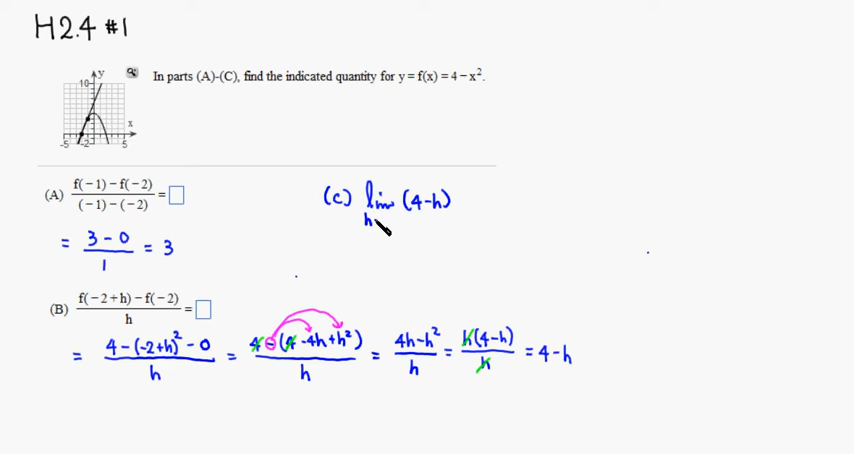 H2.4 #1
In parts (A)-(C), find the indicated quantity for y = f(x) = 4 − x².
y
10
x
-5 -2 5
(A) f(−1) − f(−2) / (−1) − (−2) =
= 3 − 0 / 1 = 3
(C) lim h (4−h)
(B) f(−2 + h) − f(−2) / h =
= 4 − (−2+h)² − 0 / h = 4 − (4 − 4h + h²) / h = 4h − h² / h = h(4−h) / h = 4 − h